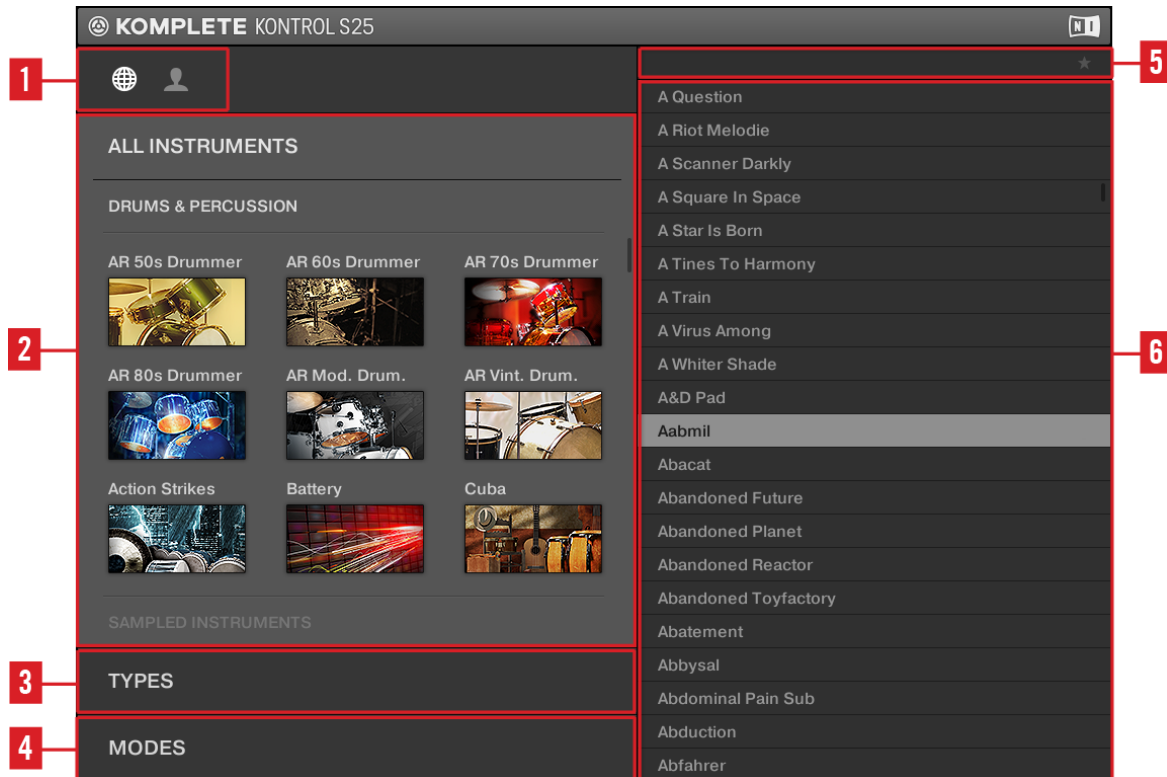 KOMPLETE KONTROL S25
NI
1
5
ALL INSTRUMENTS
DRUMS & PERCUSSION
AR 50s Drummer
AR 60s Drummer
AR 70s Drummer
2
AR 80s Drummer
AR Mod. Drum.
AR Vint. Drum.
Action Strikes
Battery
Cuba
SAMPLED INSTRUMENTS
3
TYPES
4
MODES
A Question
A Riot Melodie
A Scanner Darkly
A Square In Space
A Star Is Born
A Tines To Harmony
A Train
A Virus Among
6
A Whiter Shade
A&D Pad
Aabmil
Abacat
Abandoned Future
Abandoned Planet
Abandoned Reactor
Abandoned Toyfactory
Abatement
Abbysal
Abdominal Pain Sub
Abduction
Abfahrer